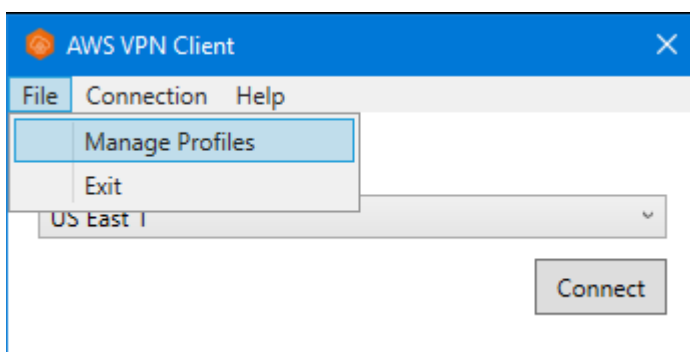 AWS VPN Client
File Connection Help
Manage Profiles
Exit
US East 1
Connect